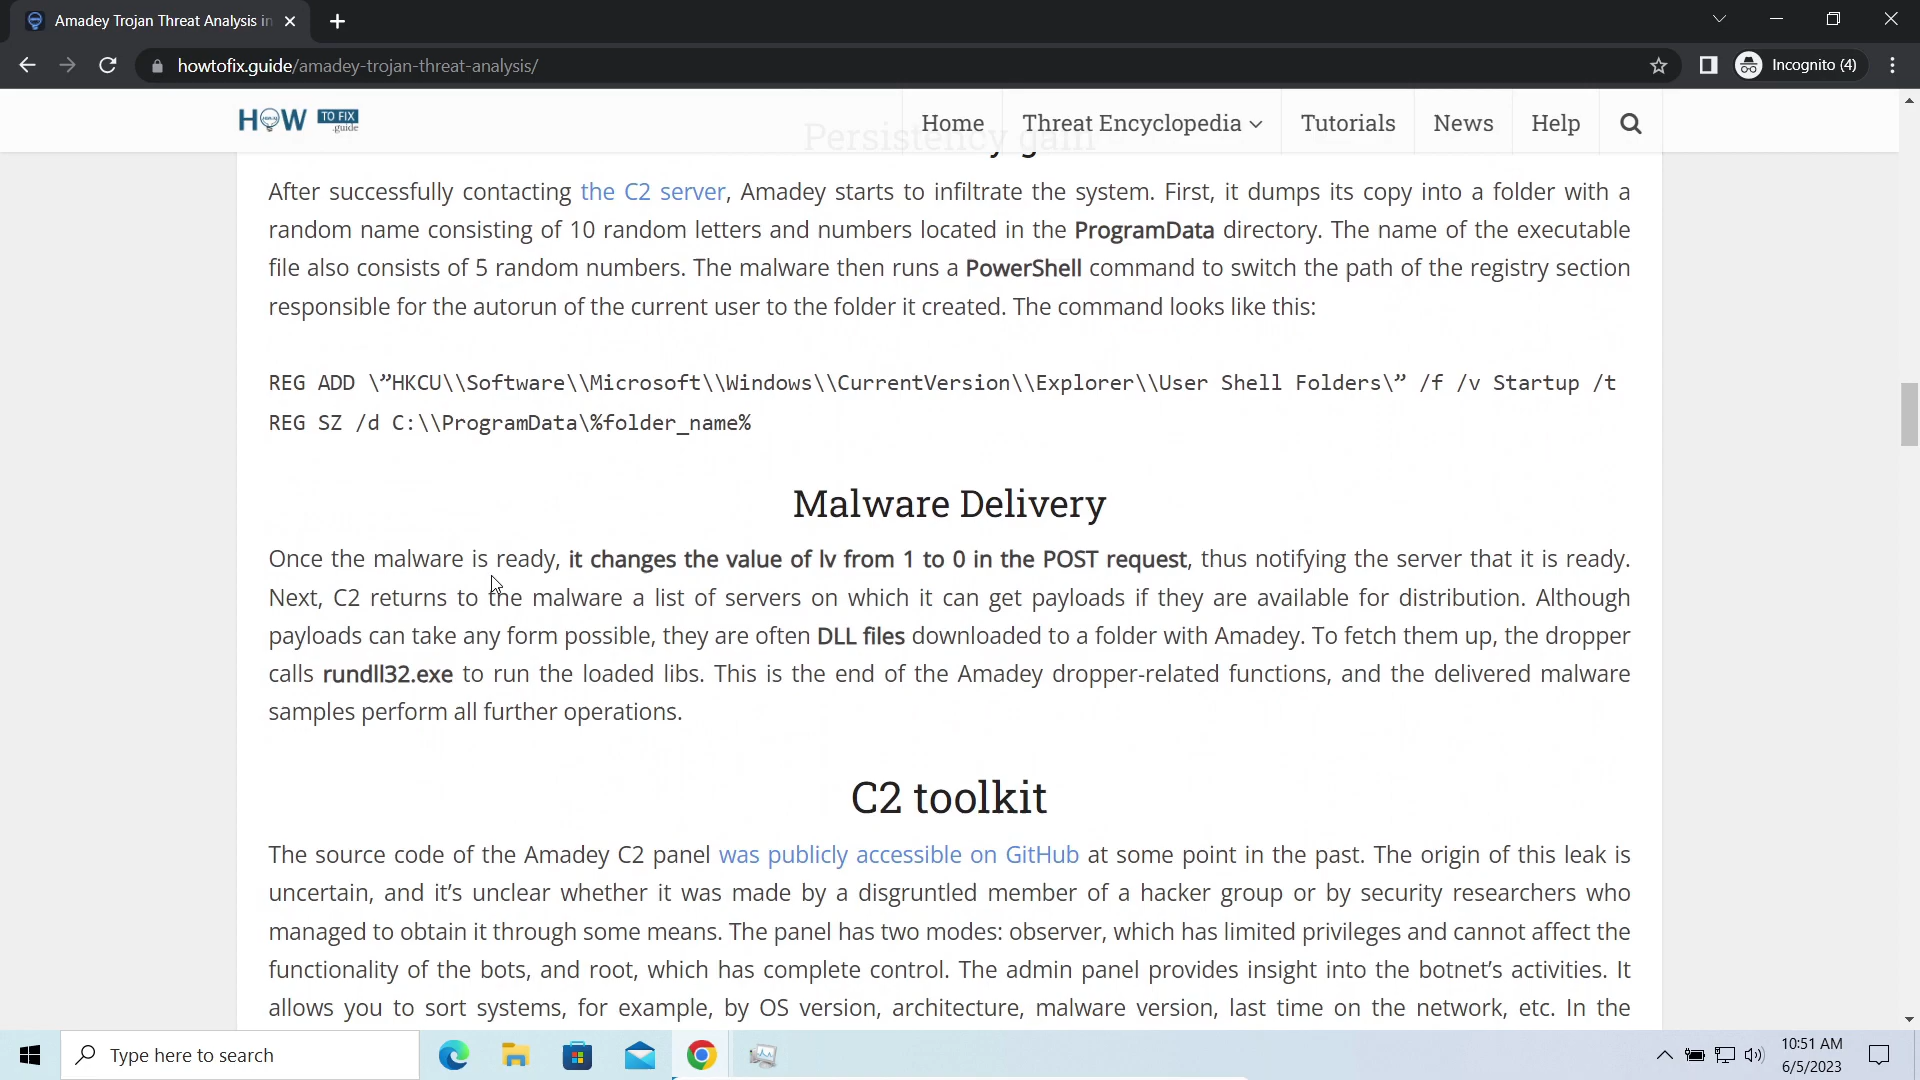 Amadey Trojan Threat Analysis in
howtofix.guide/amadey-trojan-threat-analysis/
Incognito (4)
HOW TO FIX .guide
Home Threat Encyclopedia Tutorials News Help
Persistency gain
After successfully contacting the C2 server, Amadey starts to infiltrate the system. First, it dumps its copy into a folder with a
random name consisting of 10 random letters and numbers located in the ProgramData directory. The name of the executable
file also consists of 5 random numbers. The malware then runs a PowerShell command to switch the path of the registry section
responsible for the autorun of the current user to the folder it created. The command looks like this:
REG ADD \”HKCU\\Software\\Microsoft\\Windows\\CurrentVersion\\Explorer\\User Shell Folders\” /f /v Startup /t
REG SZ /d C:\\ProgramData\%folder_name%
Malware Delivery
Once the malware is ready, it changes the value of lv from 1 to 0 in the POST request, thus notifying the server that it is ready.
Next, C2 returns to the malware a list of servers on which it can get payloads if they are available for distribution. Although
payloads can take any form possible, they are often DLL files downloaded to a folder with Amadey. To fetch them up, the dropper
calls rundll32.exe to run the loaded libs. This is the end of the Amadey dropper-related functions, and the delivered malware
samples perform all further operations.
C2 toolkit
The source code of the Amadey C2 panel was publicly accessible on GitHub at some point in the past. The origin of this leak is
uncertain, and it’s unclear whether it was made by a disgruntled member of a hacker group or by security researchers who
managed to obtain it through some means. The panel has two modes: observer, which has limited privileges and cannot affect the
functionality of the bots, and root, which has complete control. The admin panel provides insight into the botnet’s activities. It
allows you to sort systems, for example, by OS version, architecture, malware version, last time on the network, etc. In the
Type here to search
10:51 AM
6/5/2023